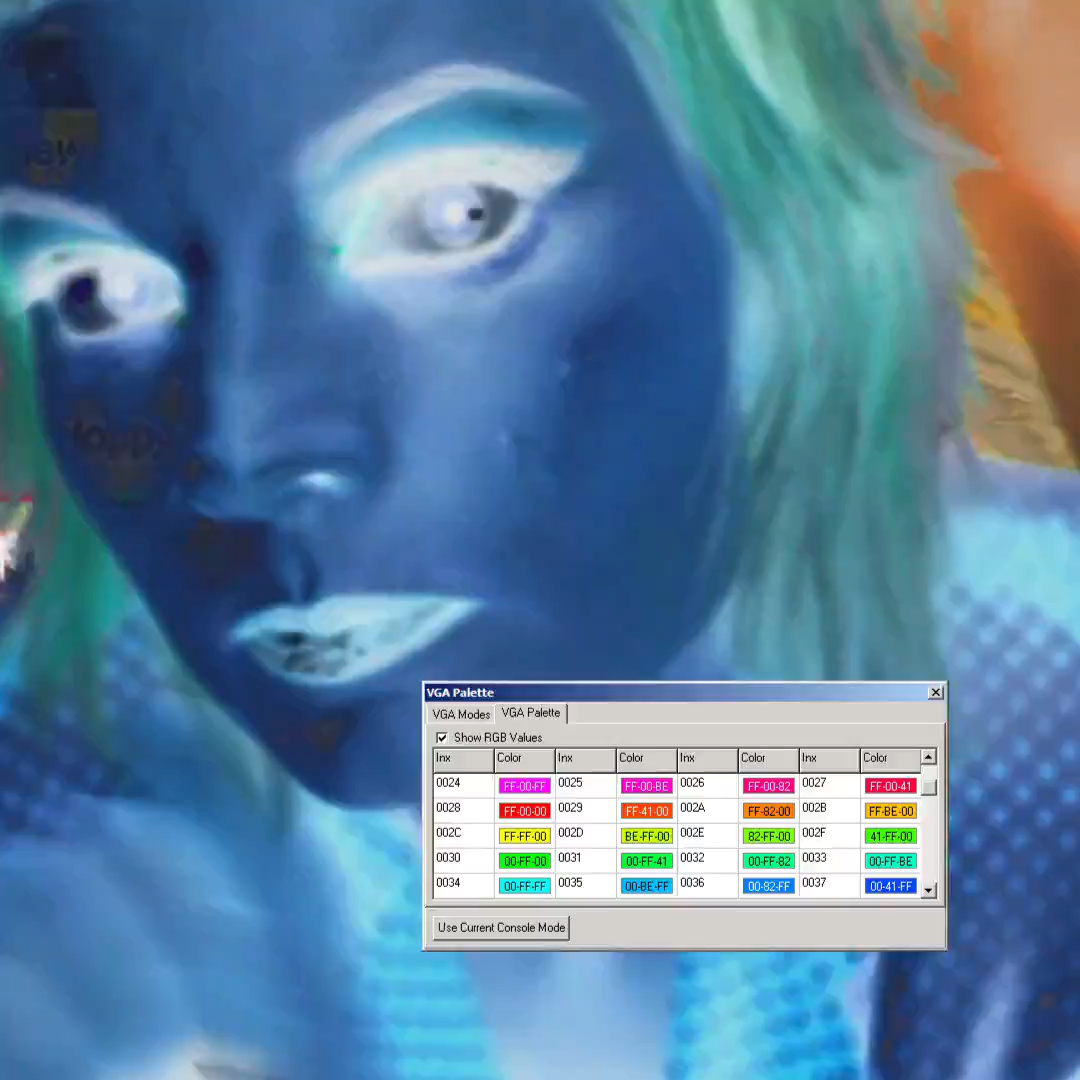 VGA Palette
VGA Modes VGA Palette
Show RGB Values
Inx Color Inx Color Inx Color Inx Color
0024 FF-00-FF 0025 FF-00-BE 0026 FF-00-82 0027 FF-00-41
0028 FF-00-00 0029 FF-41-00 002A FF-82-00 002B FF-BE-00
002C FF-FF-00 002D BE-FF-00 002E 82-FF-00 002F 41-FF-00
0030 00-FF-00 0031 00-FF-41 0032 00-FF-82 0033 00-FF-BE
0034 00-FF-FF 0035 00-BE-FF 0036 00-82-FF 0037 00-41-FF
Use Current Console Mode